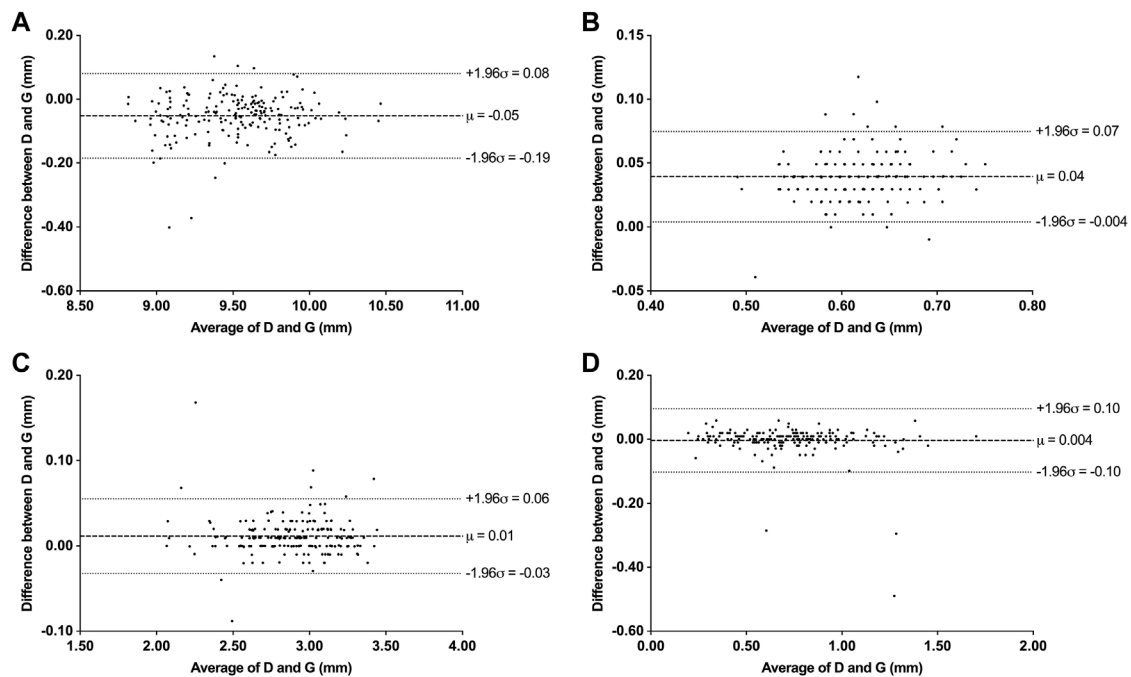 A
Difference between D and G (mm)
0.20
0.00
-0.20
-0.40
-0.60
+1.96σ = 0.08
μ = -0.05
-1.96σ = -0.19
8.50 9.00 9.50 10.00 10.50 11.00
Average of D and G (mm)
B
Difference between D and G (mm)
0.15
0.10
0.05
0.00
-0.05
+1.96σ = 0.07
μ = 0.04
-1.96σ = -0.004
0.40 0.50 0.60 0.70 0.80
Average of D and G (mm)
C
Difference between D and G (mm)
0.20
0.10
0.00
-0.10
+1.96σ = 0.06
μ = 0.01
-1.96σ = -0.03
1.50 2.00 2.50 3.00 3.50 4.00
Average of D and G (mm)
D
Difference between D and G (mm)
0.20
0.00
-0.20
-0.40
-0.60
+1.96σ = 0.10
μ = 0.004
-1.96σ = -0.10
0.00 0.50 1.00 1.50 2.00
Average of D and G (mm)